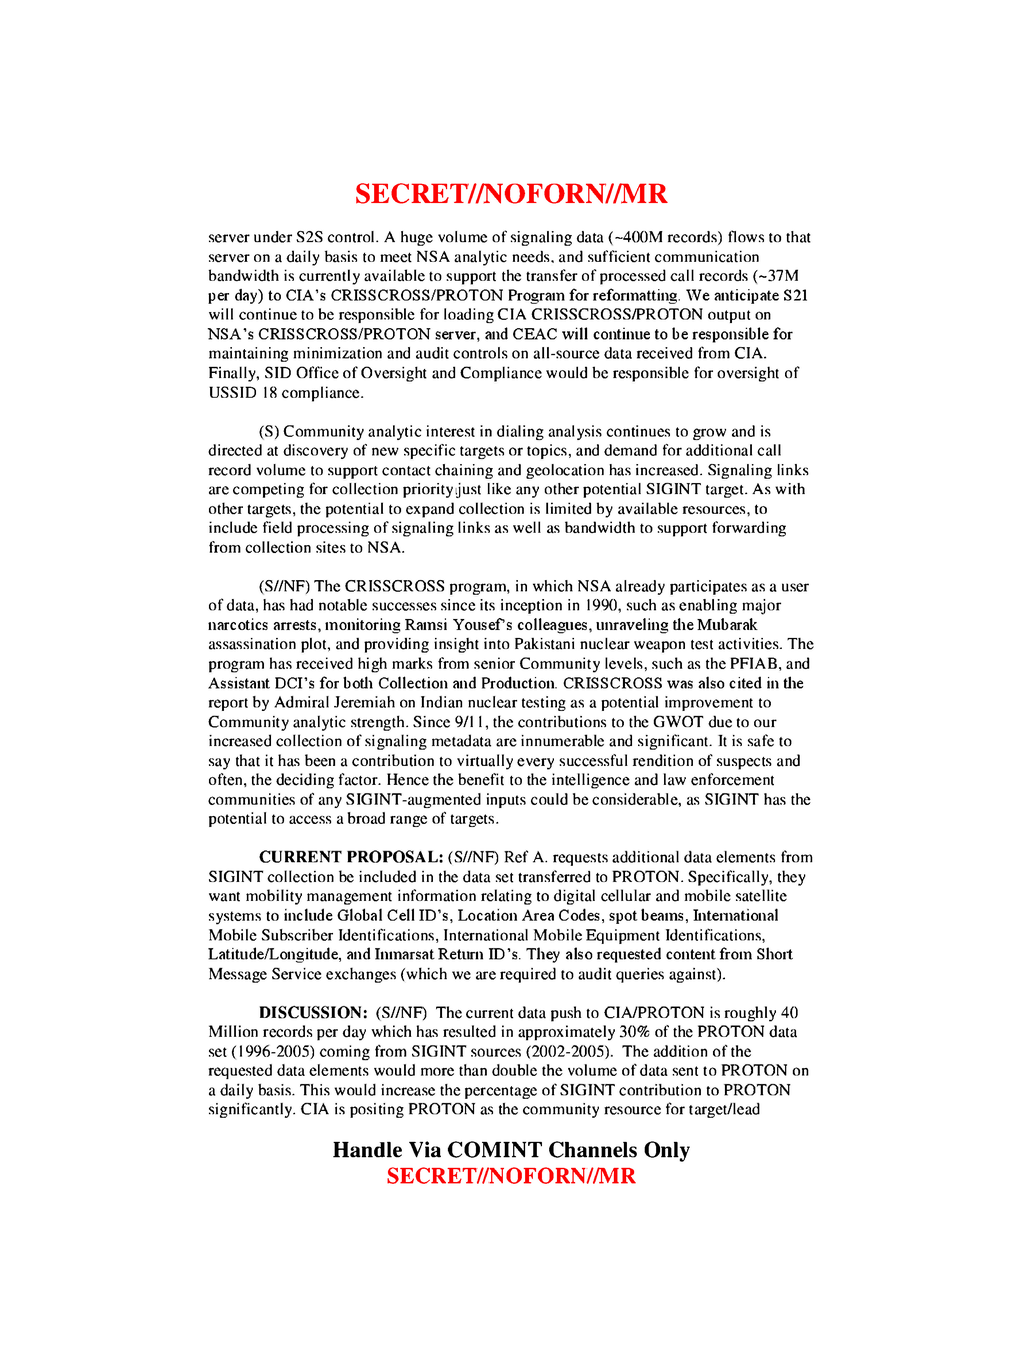 SECRET//NOFORN//MR
server under S2S control. A huge volume of signaling data (~400M records) flows to that
server on a daily basis to meet NSA analytic needs, and sufficient communication
bandwidth is currently available to support the transfer of processed call records (~37M
per day) to CIA's CRISSCROSS/PROTON Program for reformatting. We anticipate S21
will continue to be responsible for loading CIA CRISSCROSS/PROTON output on
NSA's CRISSCROSS/PROTON server, and CEAC will continue to be responsible for
maintaining minimization and audit controls on all-source data received from CIA.
Finally, SID Office of Oversight and Compliance would be responsible for oversight of
USSID 18 compliance.
(S) Community analytic interest in dialing analysis continues to grow and is
directed at discovery of new specific targets or topics, and demand for additional call
record volume to support contact chaining and geolocation has increased. Signaling links
are competing for collection priority just like any other potential SIGINT target. As with
other targets, the potential to expand collection is limited by available resources, to
include field processing of signaling links as well as bandwidth to support forwarding
from collection sites to NSA.
(S//NF) The CRISSCROSS program, in which NSA already participates as a user
of data, has had notable successes since its inception in 1990, such as enabling major
narcotics arrests, monitoring Ramsi Yousef's colleagues, unraveling the Mubarak
assassination plot, and providing insight into Pakistani nuclear weapon test activities. The
program has received high marks from senior Community levels, such as the PFIAB, and
Assistant DCI's for both Collection and Production. CRISSCROSS was also cited in the
report by Admiral Jeremiah on Indian nuclear testing as a potential improvement to
Community analytic strength. Since 9/11, the contributions to the GWOT due to our
increased collection of signaling metadata are innumerable and significant. It is safe to
say that it has been a contribution to virtually every successful rendition of suspects and
often, the deciding factor. Hence the benefit to the intelligence and law enforcement
communities of any SIGINT-augmented inputs could be considerable, as SIGINT has the
potential to access a broad range of targets.
CURRENT PROPOSAL: (S//NF) Ref A. requests additional data elements from
SIGINT collection be included in the data set transferred to PROTON. Specifically, they
want mobility management information relating to digital cellular and mobile satellite
systems to include Global Cell ID's, Location Area Codes, spot beams, International
Mobile Subscriber Identifications, International Mobile Equipment Identifications,
Latitude/Longitude, and Inmarsat Return ID's. They also requested content from Short
Message Service exchanges (which we are required to audit queries against).
DISCUSSION: (S//NF) The current data push to CIA/PROTON is roughly 40
Million records per day which has resulted in approximately 30% of the PROTON data
set (1996-2005) coming from SIGINT sources (2002-2005). The addition of the
requested data elements would more than double the volume of data sent to PROTON on
a daily basis. This would increase the percentage of SIGINT contribution to PROTON
significantly. CIA is positing PROTON as the community resource for target/lead
Handle Via COMINT Channels Only
SECRET//NOFORN//MR